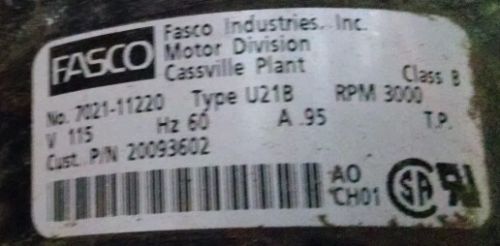 FASCO
Fasco Industries, Inc.
Motor Division
Cassville Plant
Class B
No. 7021-11220 Type U21B RPM 3000
V 115 Hz 60 A .95 T.P.
Cust. P/N 20093602
AO
CH01
SA